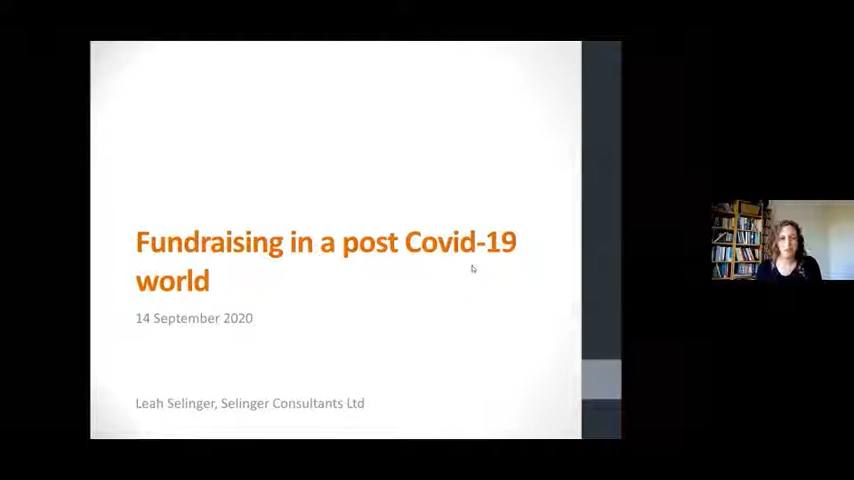 Fundraising in a post Covid-19
world
14 September 2020
Leah Selinger, Selinger Consultants Ltd